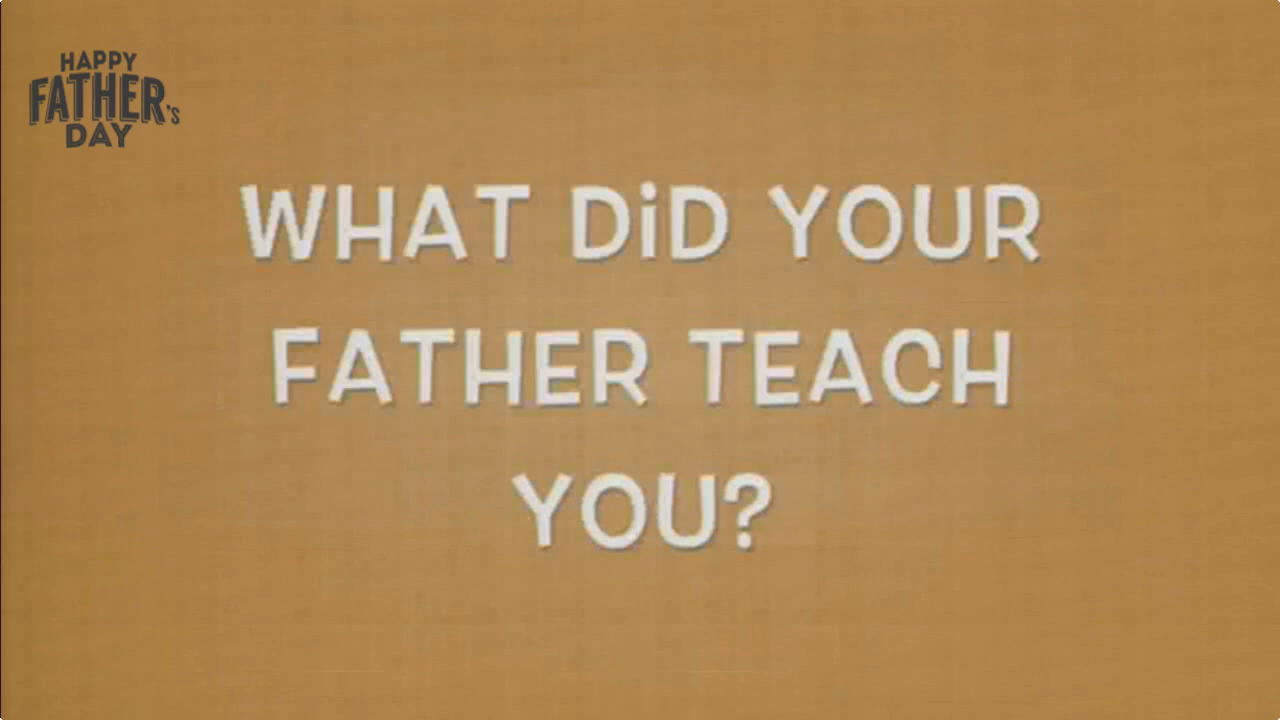 HAPPY
FATHER'S
DAY
WHAT DiD YOUR
FATHER TEACH
YOU?